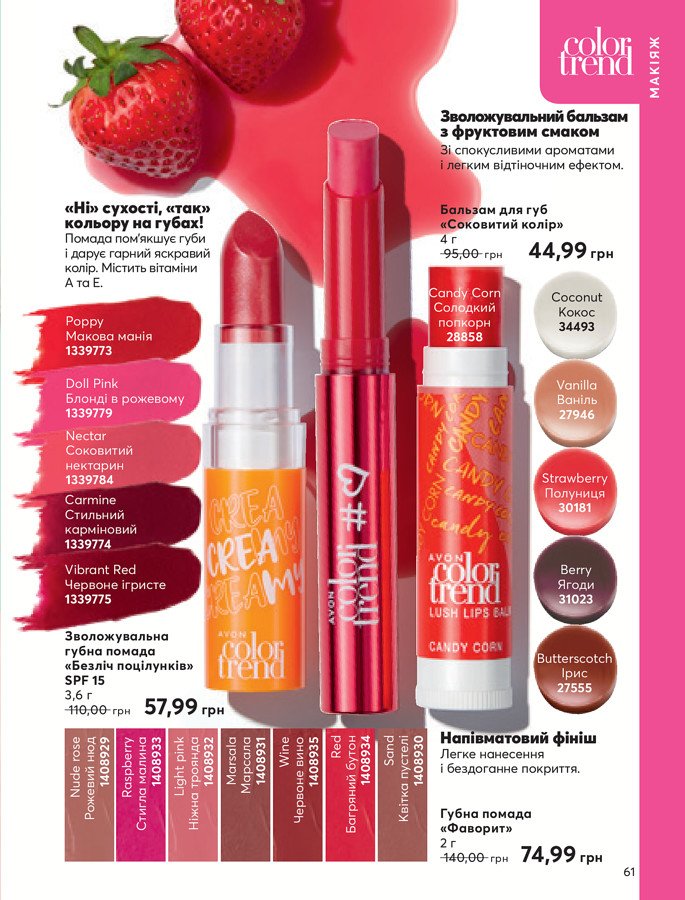 color
trend
МАКІЯЖ
Зволожувальний бальзам
з фруктовим смаком
Зі спокусливими ароматами
і легким відтіночним ефектом.
Бальзам для губ
«Соковитий колір»
4 г
95,00 грн 44,99 грн
«Ні» сухості, «так»
кольору на губах!
Помада пом'якшує губи
і дарує гарний яскравий
колір. Містить вітаміни
А та Е.
Poppy
Макова манія
1339773
Doll Pink
Блонді в рожевому
1339779
Nectar
Соковитий
нектарин
1339784
Carmine
Стильний
карміновий
1339774
Vibrant Red
Червоне ігристе
1339775
Зволожувальна
губна помада
«Безліч поцілунків»
SPF 15
3,6 г
110,00 грн 57,99 грн
CREA
CREAMY
CREAMY
AVON
color
trend
#
color
trend
AVON
Candy Corn
Солодкий
попкорн
28858
CANDY
CANDY CORN
candy
AVON
color
trend
LUSH LIPS BALM
CANDY CORN
Coconut
Кокос
34493
Vanilla
Ваніль
27946
Strawberry
Полуниця
30181
Berry
Ягоди
31023
Butterscotch
Ірис
27555
Nude rose
Рожевий нюд
1408929
Raspberry
Стигла малина
1408933
Light pink
Ніжна троянда
1408932
Marsala
Марсала
1408931
Wine
Червоне вино
1408935
Red
Багряний бутон
1408934
Sand
Квітка пустелі
1408930
Напівматовий фініш
Легке нанесення
і бездоганне покриття.
Губна помада
«Фаворит»
2 г
140,00 грн 74,99 грн
61